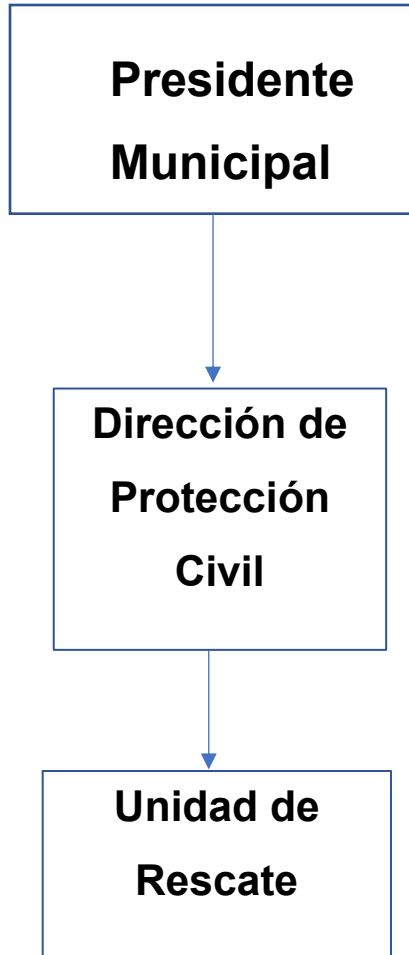 Presidente
Municipal
Dirección de
Protección
Civil
Unidad de
Rescate